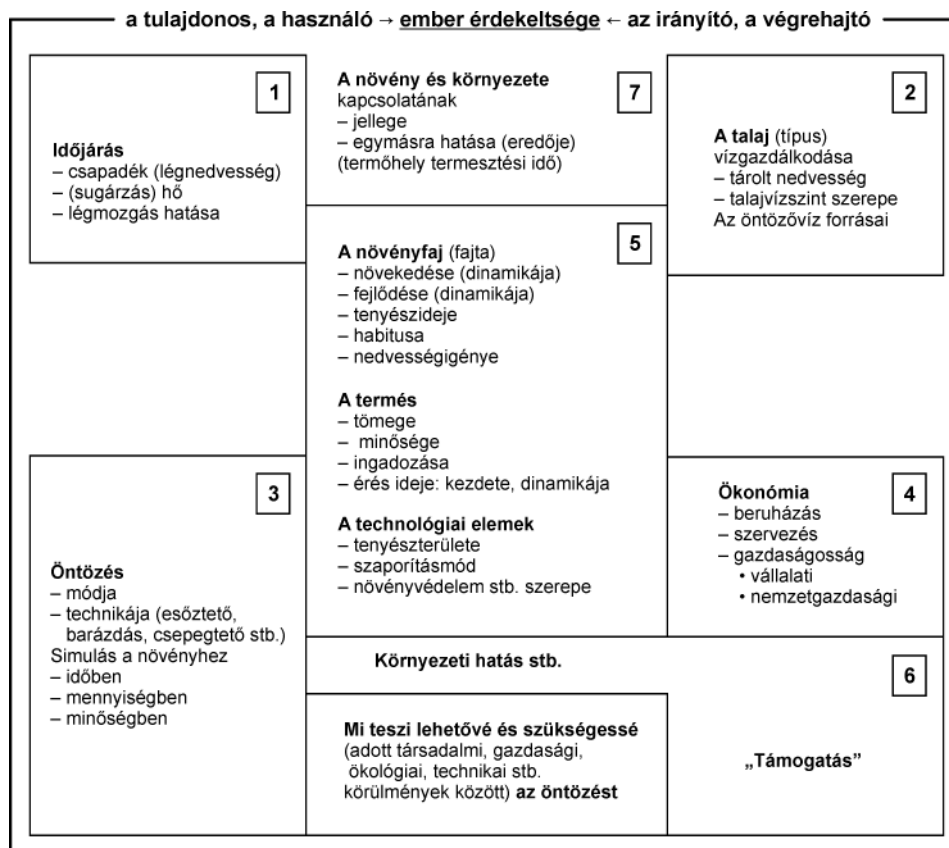 a tulajdonos, a használó → ember érdekeltsége ← az irányító, a végrehajtó
1
Időjárás
– csapadék (légnedvesség)
– (sugárzás) hő
– légmozgás hatása
7
A növény és környezete
kapcsolatának
– jellege
– egymásra hatása (eredője)
(termőhely termesztési idő)
2
A talaj (típus)
vízgazdálkodása
– tárolt nedvesség
– talajvízszint szerepe
Az öntözővíz forrásai
5
A növényfaj (fajta)
– növekedése (dinamikája)
– fejlődése (dinamikája)
– tenyészideje
– habitusa
– nedvességigénye
A termés
– tömege
– minősége
– ingadozása
– érés ideje: kezdete, dinamikája
A technológiai elemek
– tenyészterülete
– szaporításmód
– növényvédelem stb. szerepe
3
Öntözés
– módja
– technikája (esőztető,
barázdás, csepegtető stb.)
Simulás a növényhez
– időben
– mennyiségben
– minőségben
4
Ökonómia
– beruházás
– szervezés
– gazdaságosság
• vállalati
• nemzetgazdasági
Környezeti hatás stb.
6
„Támogatás”
Mi teszi lehetővé és szükségessé
(adott társadalmi, gazdasági,
ökológiai, technikai stb.
körülmények között) az öntözést